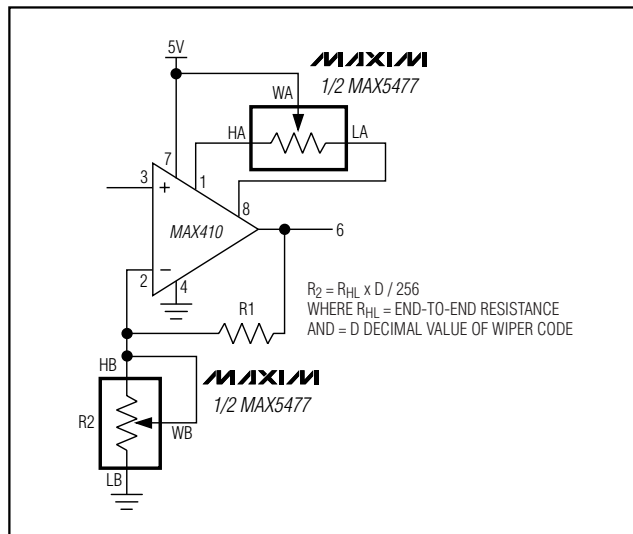 5V
MAXIM
1/2 MAX5477
WA
HA
LA
7
1
3
+
8
MAX410
6
2
−
4
R1
R₂ = R_HL x D / 256
WHERE R_HL = END-TO-END RESISTANCE
AND = D DECIMAL VALUE OF WIPER CODE
HB
MAXIM
1/2 MAX5477
R2
WB
LB